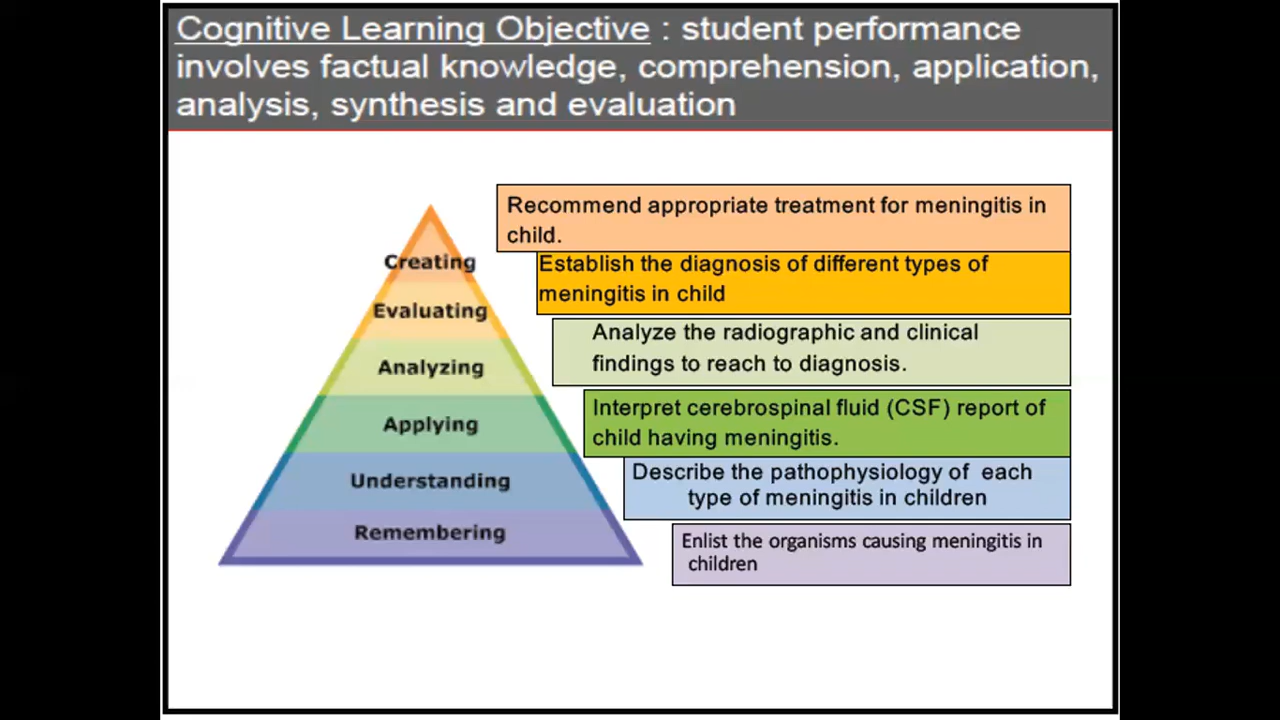 Cognitive Learning Objective : student performance
involves factual knowledge, comprehension, application,
analysis, synthesis and evaluation
Creating
Evaluating
Analyzing
Applying
Understanding
Remembering
Recommend appropriate treatment for meningitis in
child.
Establish the diagnosis of different types of
meningitis in child
Analyze the radiographic and clinical
findings to reach to diagnosis.
Interpret cerebrospinal fluid (CSF) report of
child having meningitis.
Describe the pathophysiology of each
type of meningitis in children
Enlist the organisms causing meningitis in
children